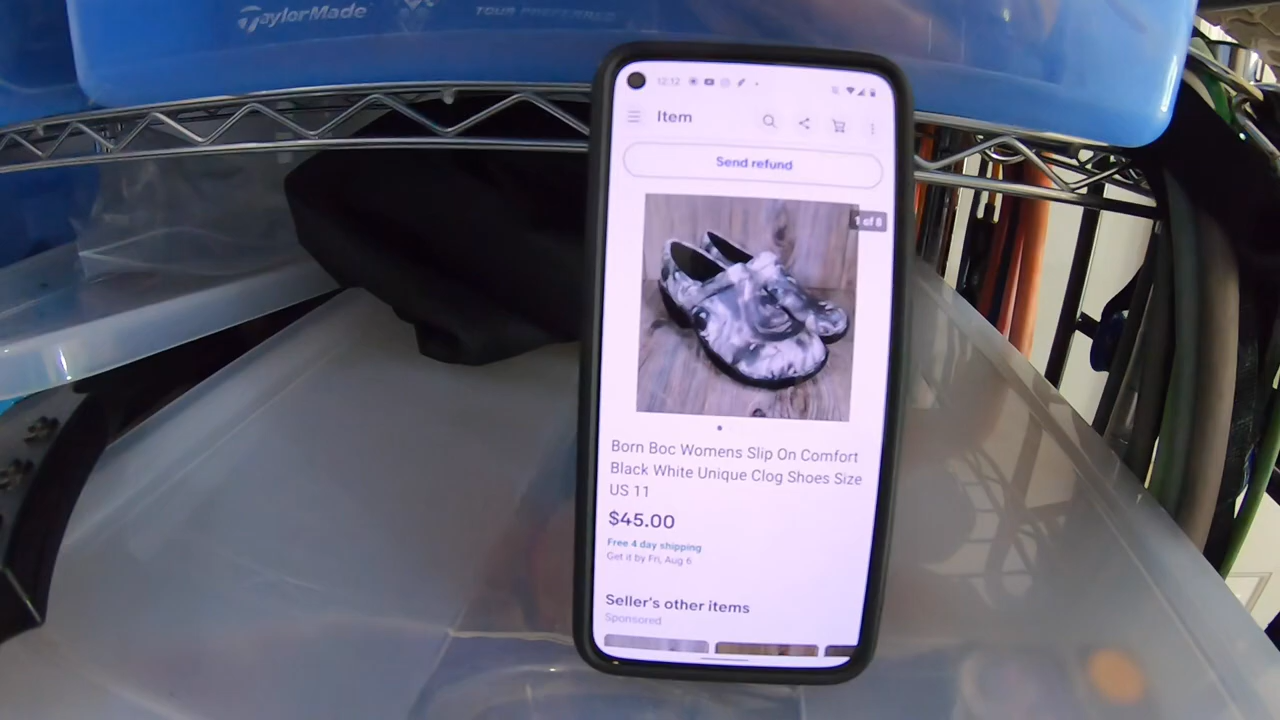 TaylorMade
TOUR PREFERRED
12:12
Item
Send refund
1 of 8
Born Boc Womens Slip On Comfort
Black White Unique Clog Shoes Size
US 11
$45.00
Free 4 day shipping
Get it by Fri, Aug 6
Seller's other items
Sponsored